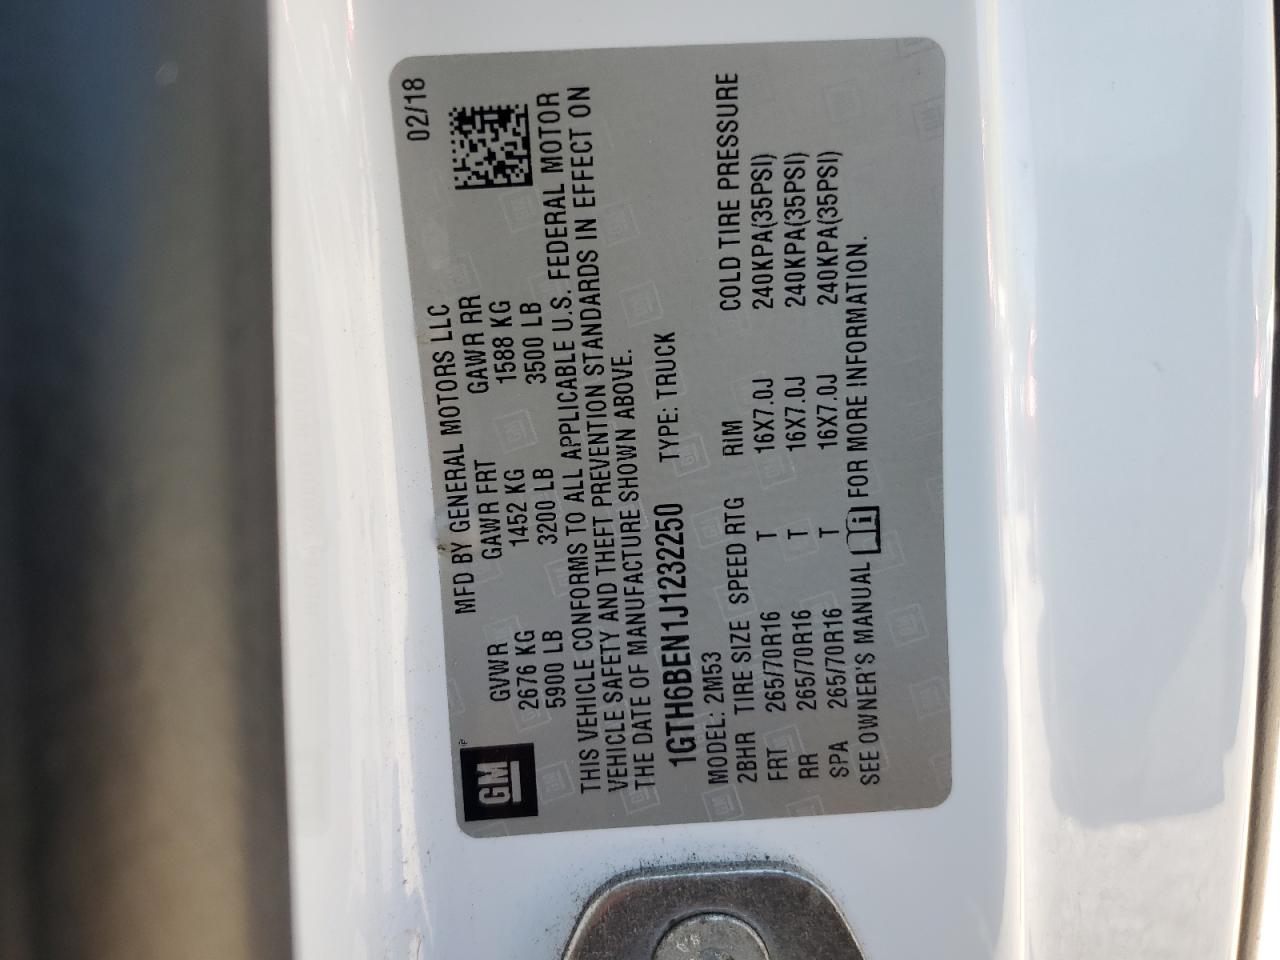 02/18
MFD BY GENERAL MOTORS LLC
GM
GVWR GAWR FRT GAWR RR
2676 KG 1452 KG 1588 KG
5900 LB 3200 LB 3500 LB
THIS VEHICLE CONFORMS TO ALL APPLICABLE U.S. FEDERAL MOTOR
VEHICLE SAFETY AND THEFT PREVENTION STANDARDS IN EFFECT ON
THE DATE OF MANUFACTURE SHOWN ABOVE.
1GTH6BEN1J1232250 TYPE: TRUCK
MODEL: 2M53
2BHR TIRE SIZE SPEED RTG RIM COLD TIRE PRESSURE
FRT 265/70R16 T 16X7.0J 240KPA(35PSI)
RR 265/70R16 T 16X7.0J 240KPA(35PSI)
SPA 265/70R16 T 16X7.0J 240KPA(35PSI)
SEE OWNER'S MANUAL i FOR MORE INFORMATION.